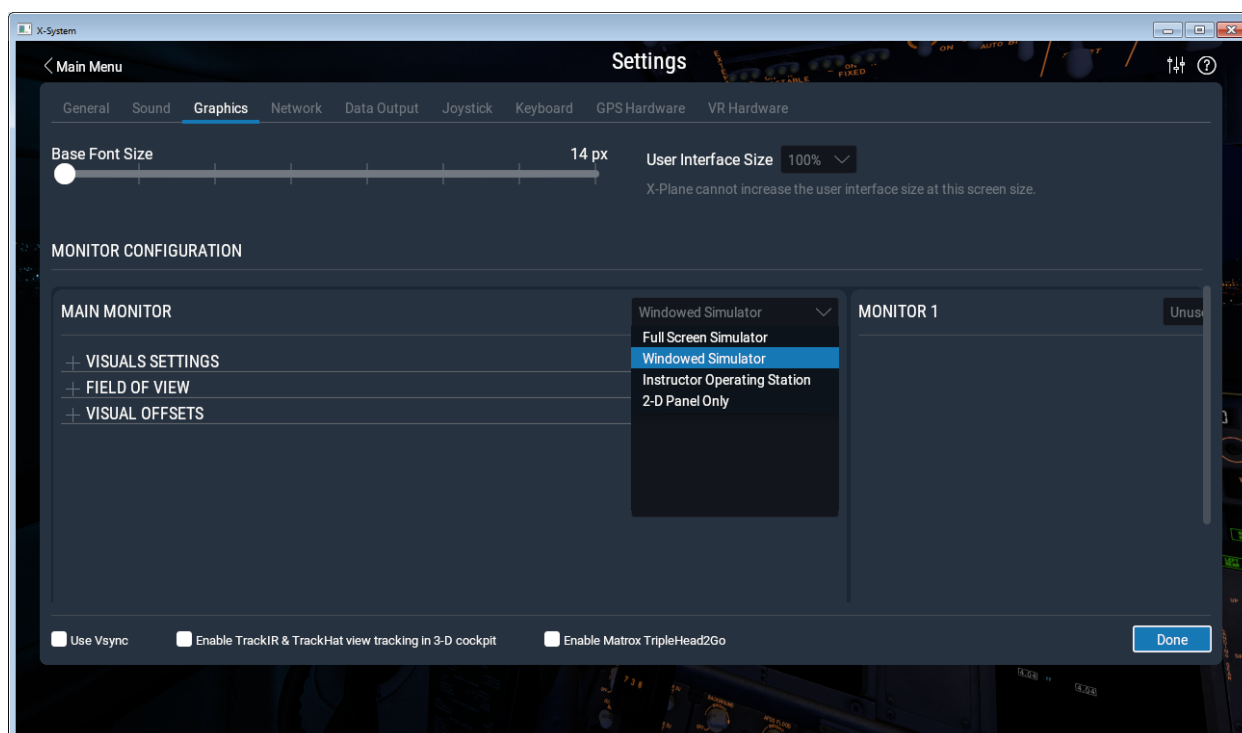 X-System
Main Menu
Settings
General Sound Graphics Network Data Output Joystick Keyboard GPS Hardware VR Hardware
Base Font Size 14 px
User Interface Size 100%
X-Plane cannot increase the user interface size at this screen size.
MONITOR CONFIGURATION
MAIN MONITOR Windowed Simulator
MONITOR 1
Full Screen Simulator
Windowed Simulator
Instructor Operating Station
2-D Panel Only
VISUALS SETTINGS
FIELD OF VIEW
VISUAL OFFSETS
Use Vsync
Enable TrackIR & TrackHat view tracking in 3-D cockpit
Enable Matrox TripleHead2Go
Done